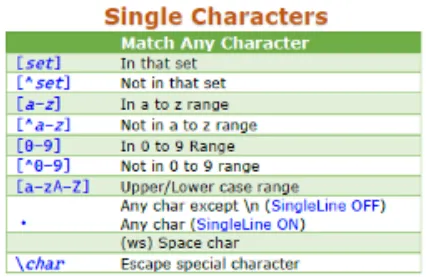 Single Characters
Match Any Character
[set] In that set
[^set] Not in that set
[a-z] In a to z range
[^a-z] Not in a to z range
[0-9] In 0 to 9 Range
[^0-9] Not in 0 to 9 range
[a-zA-Z] Upper/Lower case range
Any char except \n (SingleLine OFF)
. Any char (SingleLine ON)
(ws) Space char
\char Escape special character